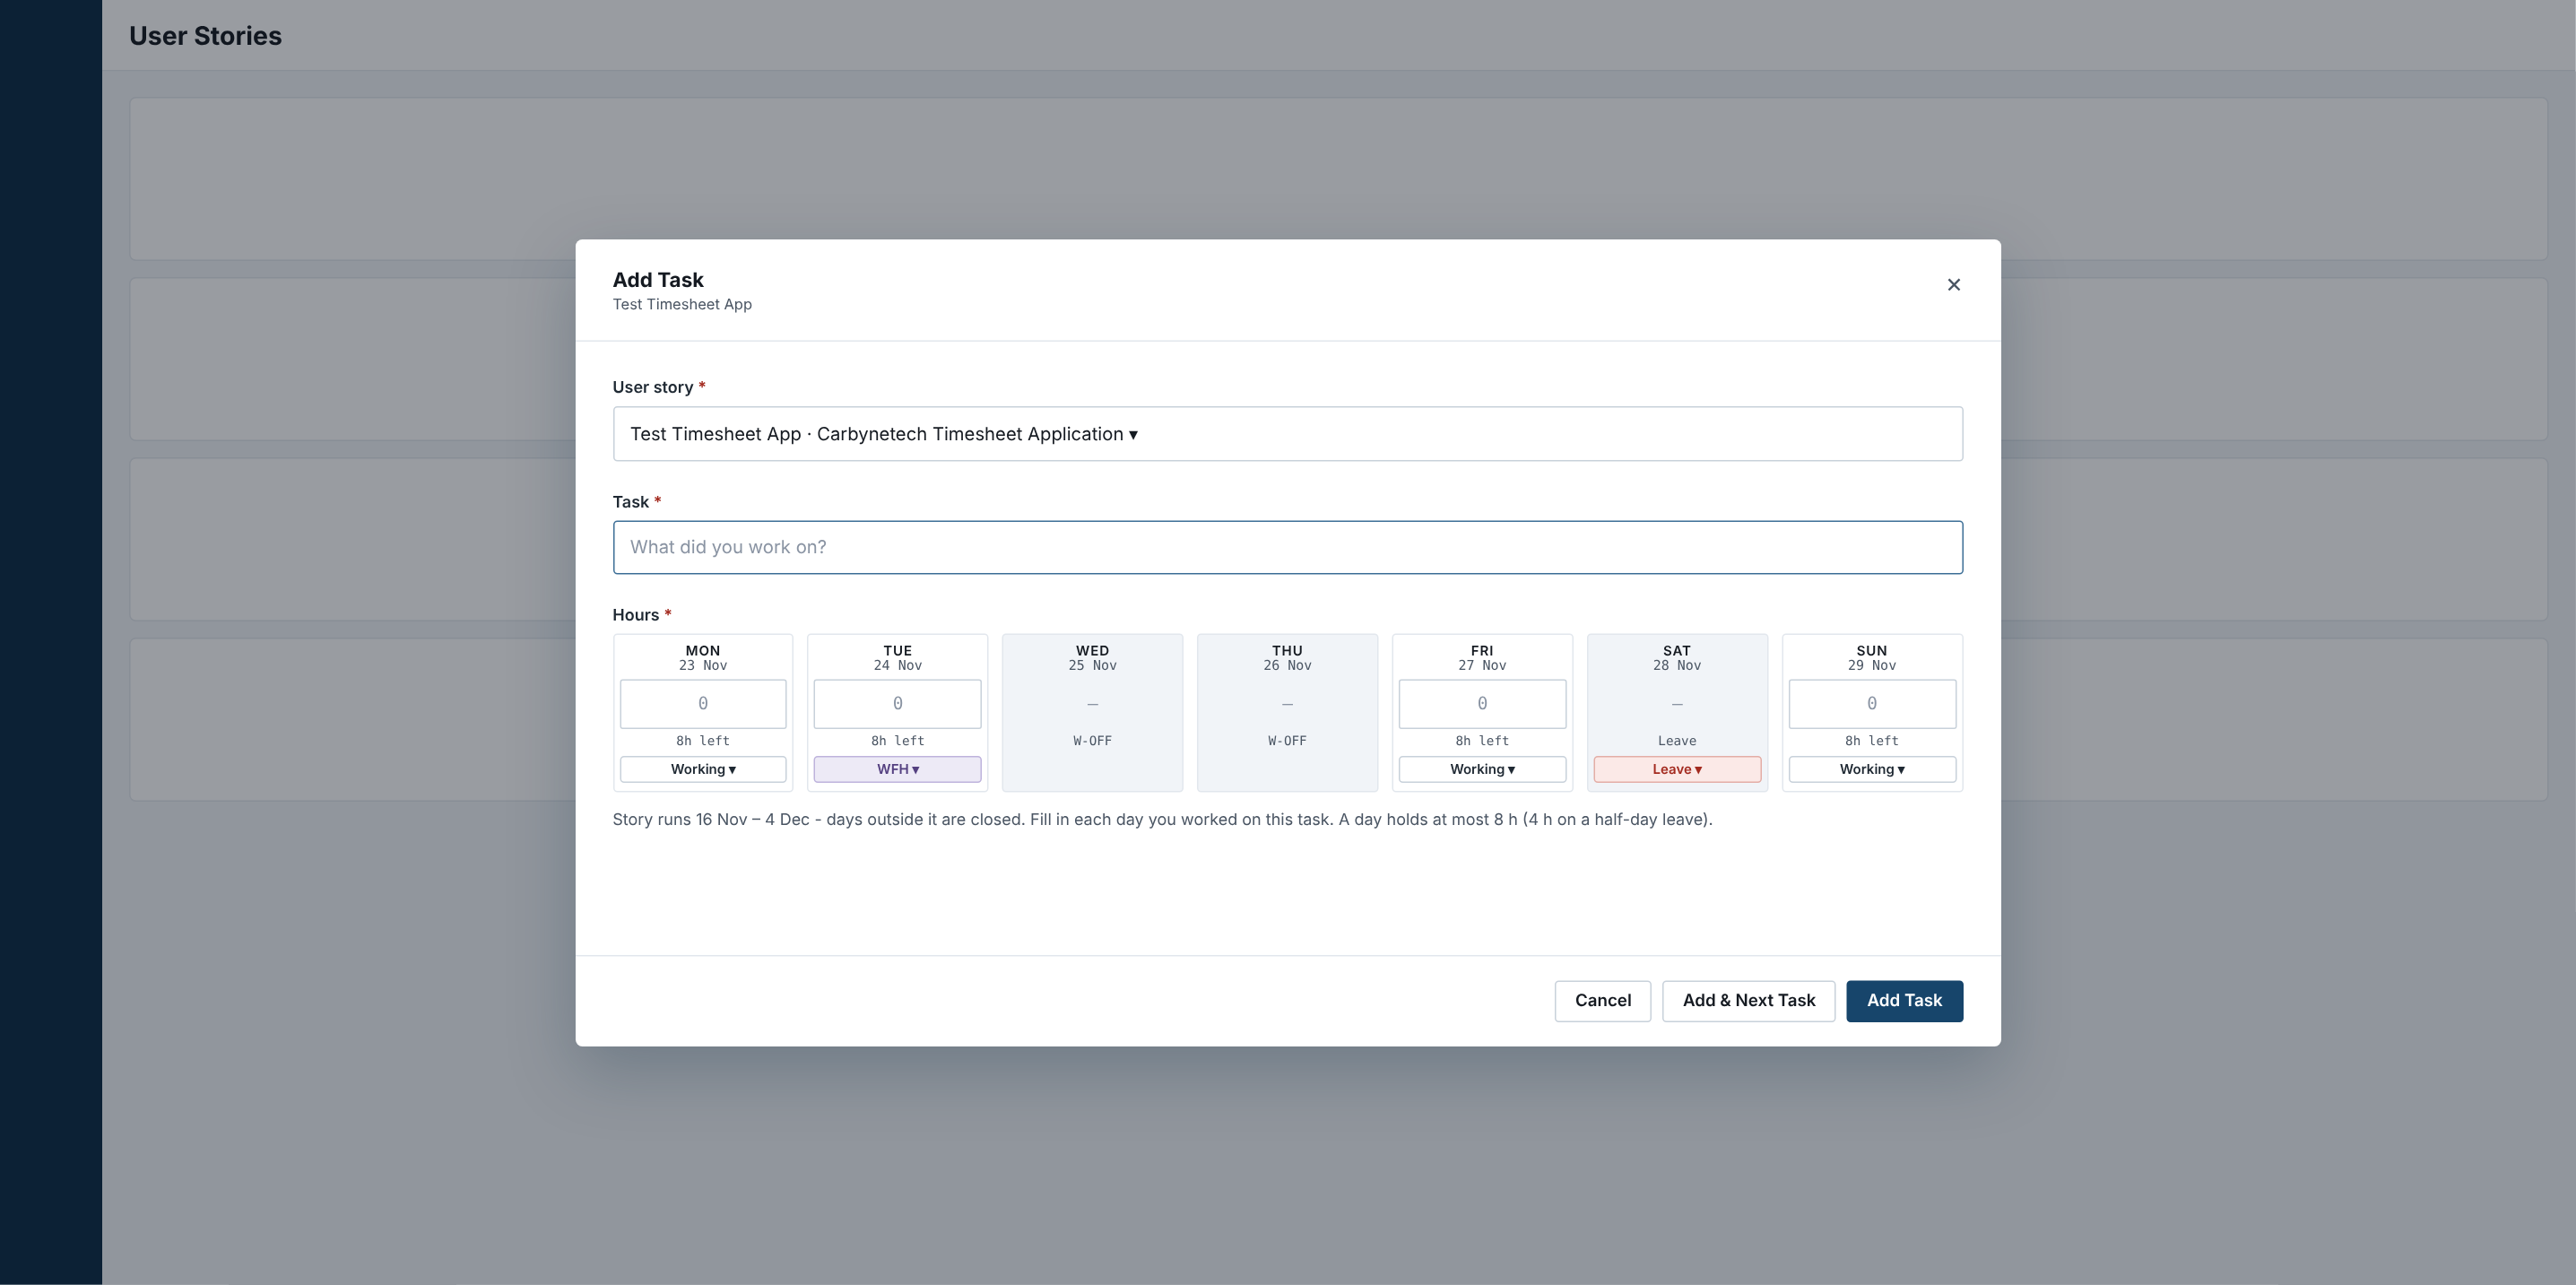 User Stories
Add Task
Test Timesheet App
✕
User story *
Test Timesheet App · Carbynetech Timesheet Application ▾
Task *
What did you work on?
Hours *
MON TUE WED THU FRI SAT SUN
23 Nov 24 Nov 25 Nov 26 Nov 27 Nov 28 Nov 29 Nov
0 0 – – 0 – 0
8h left 8h left W-OFF W-OFF 8h left Leave 8h left
Working ▾ WFH ▾ Working ▾ Leave ▾ Working ▾
Story runs 16 Nov – 4 Dec - days outside it are closed. Fill in each day you worked on this task. A day holds at most 8 h (4 h on a half-day leave).
Cancel Add & Next Task Add Task